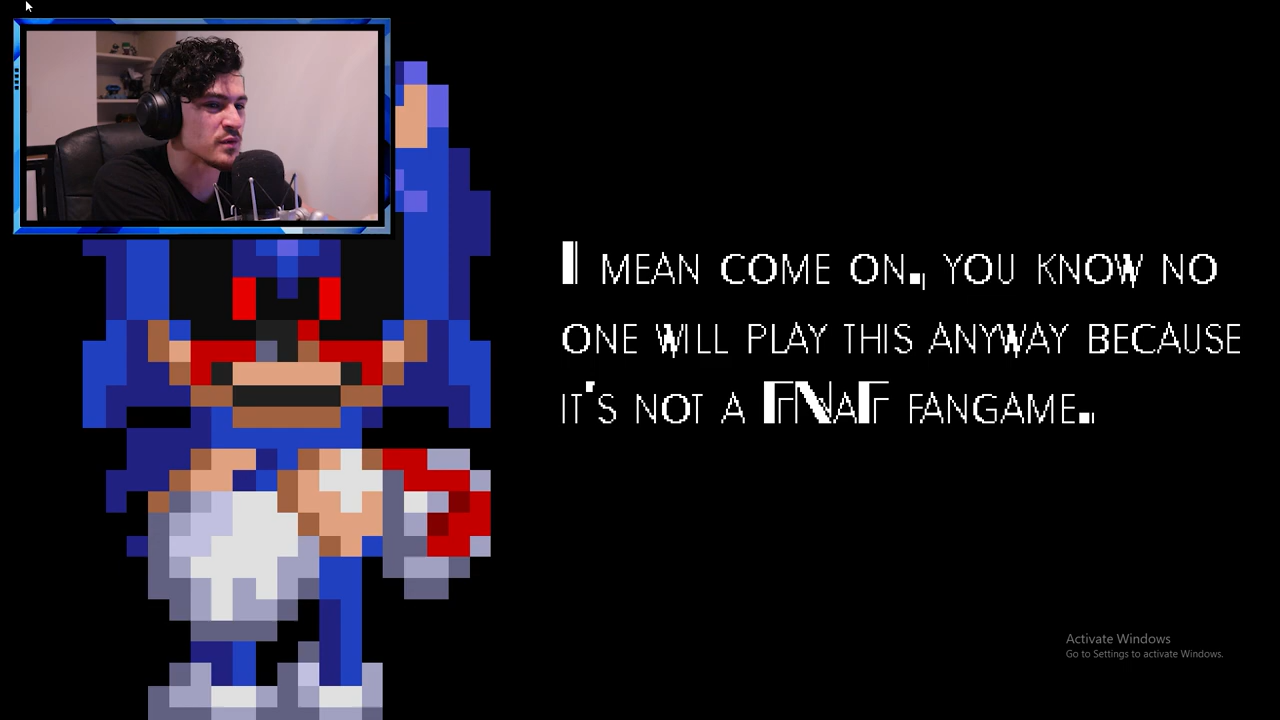 I MEAN COME ON., YOU KNOW NO
ONE WILL PLAY THIS ANYWAY BECAUSE
IT'S NOT A FNAF FANGAME.
Activate Windows
Go to Settings to activate Windows.